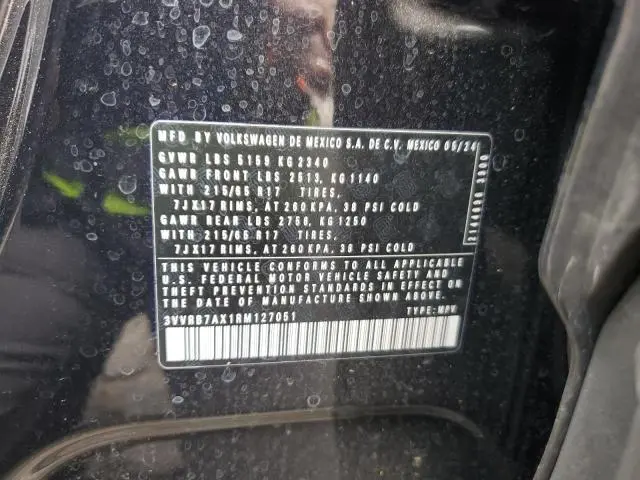 MFD BY VOLKSWAGEN DE MEXICO S.A. DE C.V. MEXICO 05/24
GVWR LBS 5159 KG 2340
GAWR FRONT LBS 2513, KG 1140
WITH 215/65 R17 TIRES,
7JX17 RIMS, AT 260 KPA, 38 PSI COLD
GAWR REAR LBS 2756, KG 1250
WITH 215/65 R17 TIRES,
7JX17 RIMS, AT 260 KPA, 38 PSI COLD
THIS VEHICLE CONFORMS TO ALL APPLICABLE
U.S. FEDERAL MOTOR VEHICLE SAFETY AND
THEFT PREVENTION STANDARDS IN EFFECT ON
THE DATE OF MANUFACTURE SHOWN ABOVE
3VV8B7AX1RM127051 TYPE: MPV